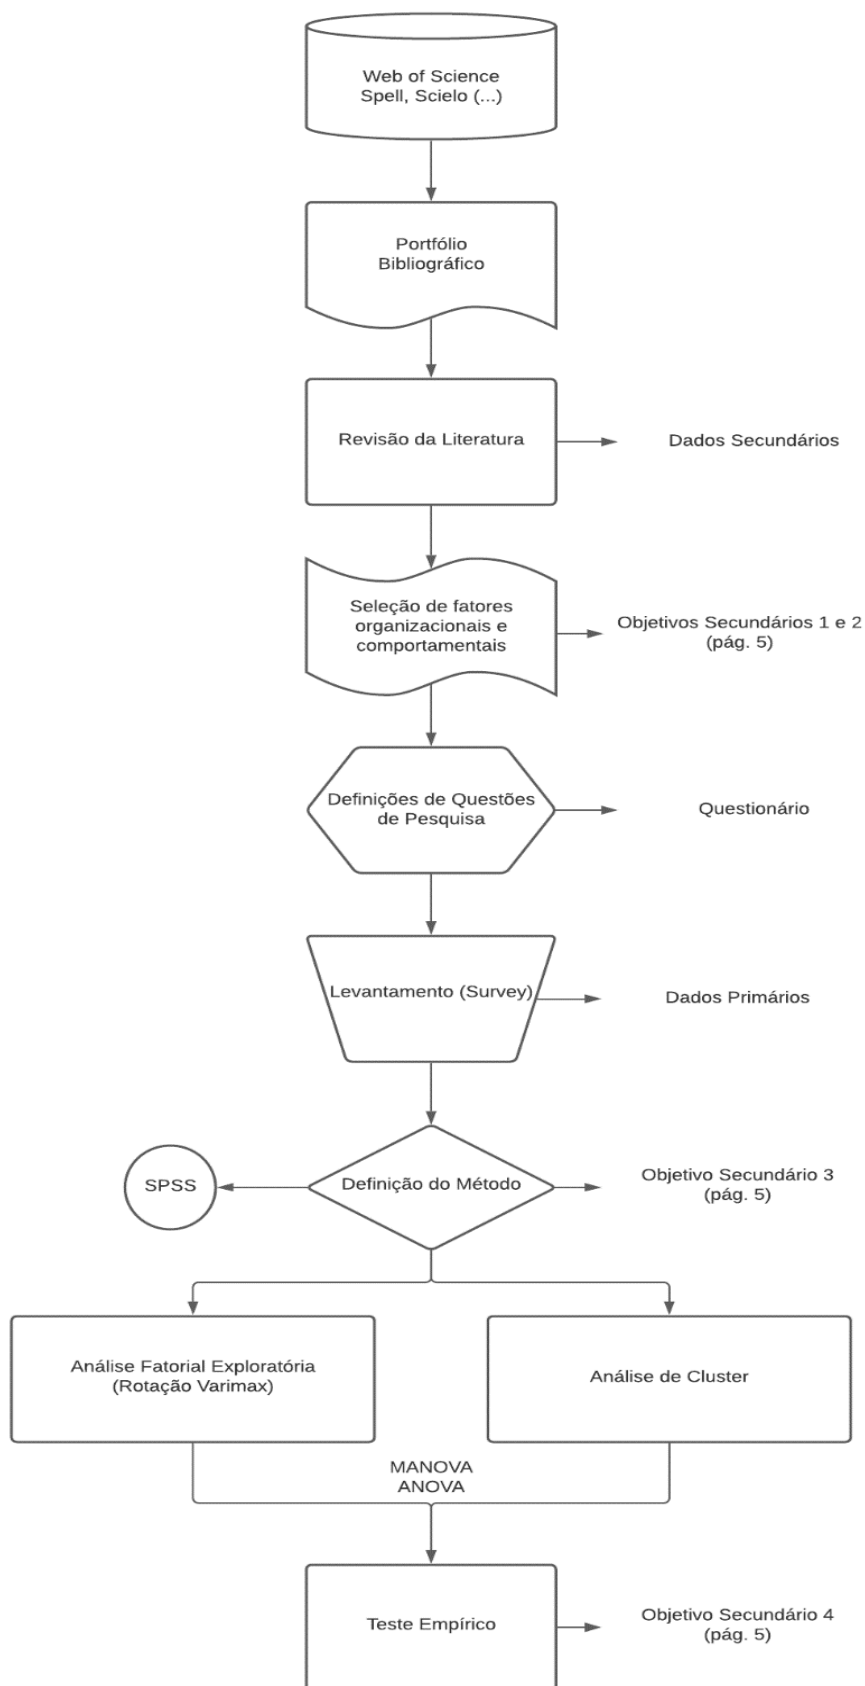 Web of Science
Spell, Scielo (...)
Portfólio
Bibliográfico
Revisão da Literatura
Dados Secundários
Seleção de fatores
organizacionais e
comportamentais
Objetivos Secundários 1 e 2
(pág. 5)
Definições de Questões
de Pesquisa
Questionário
Levantamento (Survey)
Dados Primários
SPSS
Definição do Método
Objetivo Secundário 3
(pág. 5)
Análise Fatorial Exploratória
(Rotação Varimax)
Análise de Cluster
MANOVA
ANOVA
Teste Empírico
Objetivo Secundário 4
(pág. 5)